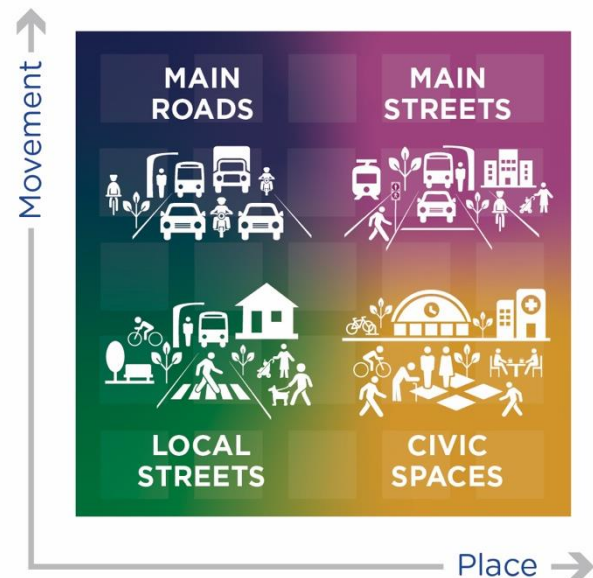 Movement
MAIN
ROADS
MAIN
STREETS
LOCAL
STREETS
CIVIC
SPACES
Place